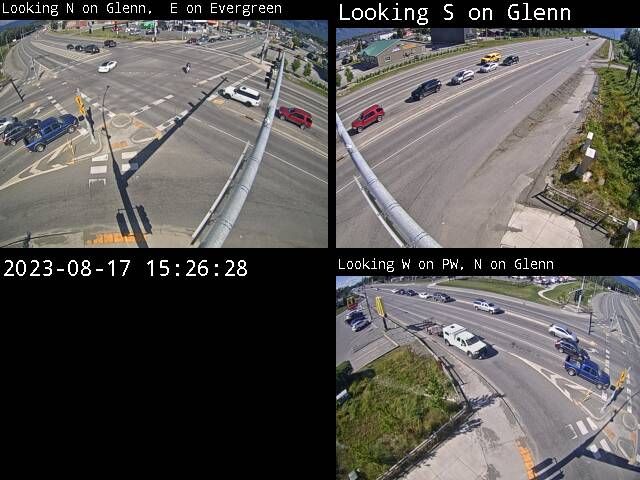 Looking N on Glenn,  E on Evergreen
Looking S on Glenn
2023-08-17 15:26:28
Looking W on PW, N on Glenn